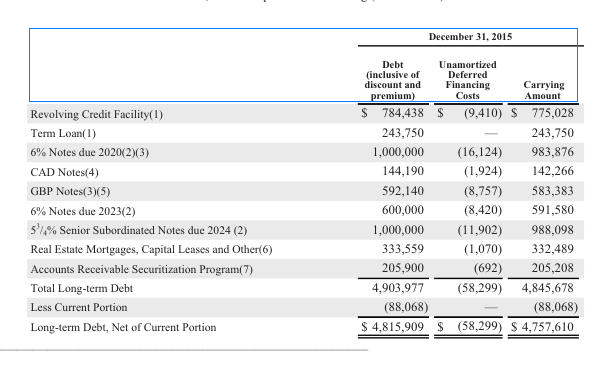 December 31, 2015
Debt (inclusive of discount and premium) Unamortized Deferred Financing Costs Carrying Amount
Revolving Credit Facility(1) $ 784,438 $ (9,410) $ 775,028
Term Loan(1) 243,750 — 243,750
6% Notes due 2020(2)(3) 1,000,000 (16,124) 983,876
CAD Notes(4) 144,190 (1,924) 142,266
GBP Notes(3)(5) 592,140 (8,757) 583,383
6% Notes due 2023(2) 600,000 (8,420) 591,580
5³/₄% Senior Subordinated Notes due 2024 (2) 1,000,000 (11,902) 988,098
Real Estate Mortgages, Capital Leases and Other(6) 333,559 (1,070) 332,489
Accounts Receivable Securitization Program(7) 205,900 (692) 205,208
Total Long-term Debt 4,903,977 (58,299) 4,845,678
Less Current Portion (88,068) — (88,068)
Long-term Debt, Net of Current Portion $ 4,815,909 $ (58,299) $ 4,757,610